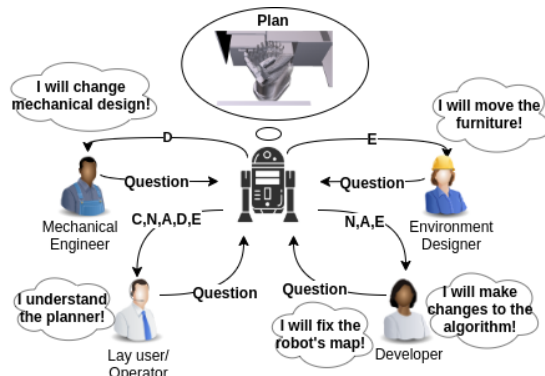 Plan
I will change
mechanical design!
I will move the
furniture!
D
E
Question
Question
Mechanical
Engineer
Environment
Designer
C,N,A,D,E
N,A,E
I understand
the planner!
Question
Question
I will fix the
robot's map!
I will make
changes to the
algorithm!
Lay user/
Operator
Developer